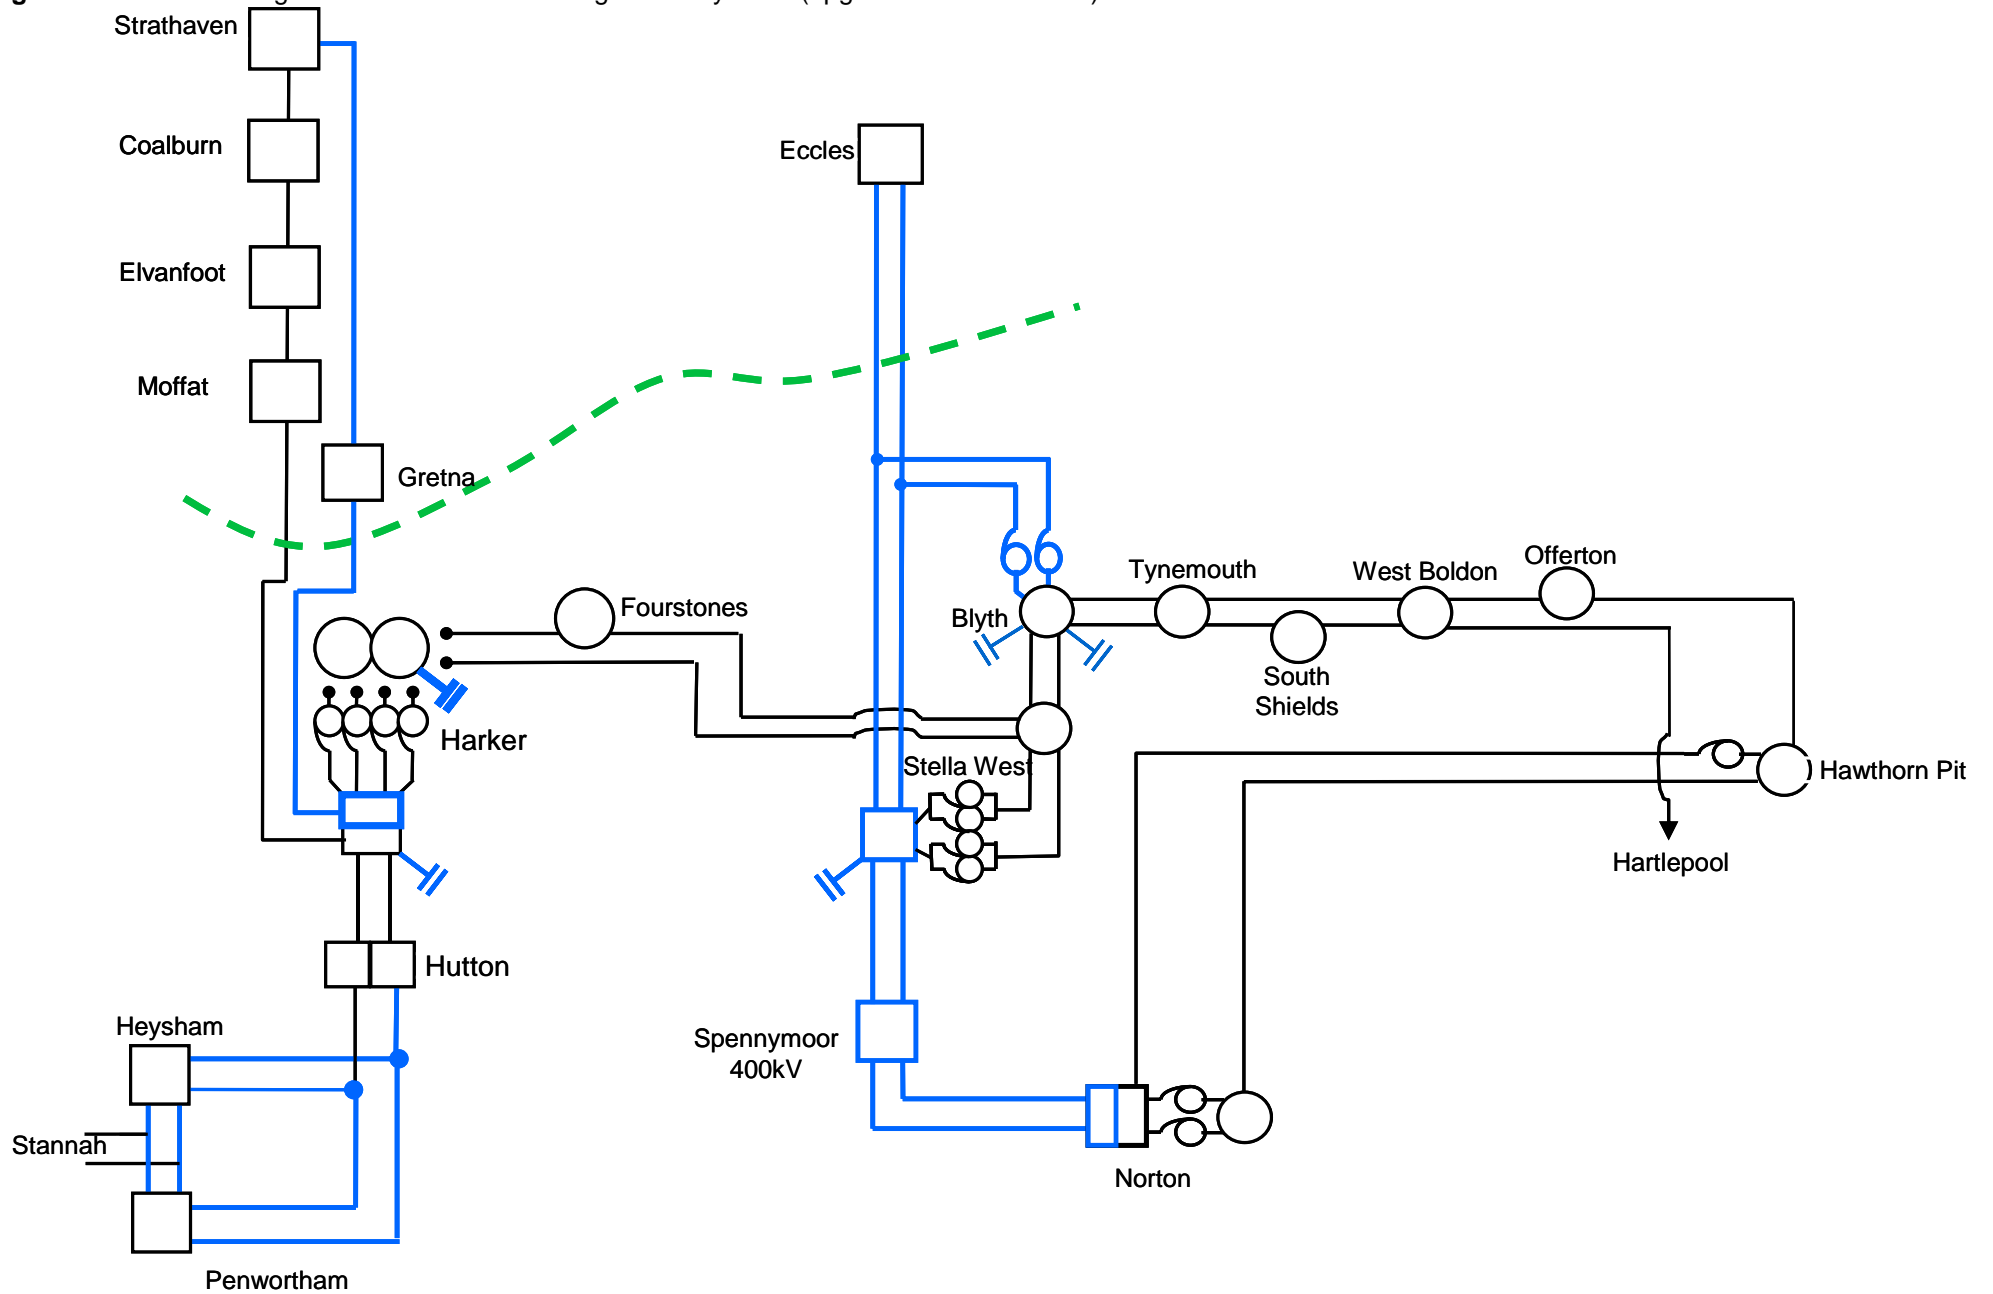 Strathaven
Coalburn
Eccles
Elvanfoot
Moffat
Gretna
Offerton
Tynemouth
West Boldon
Fourstones
Blyth
South
Shields
Harker
Stella West
Hawthorn Pit
Hartlepool
Hutton
Heysham
Spennymoor
400kV
Stannah
Norton
Penwortham